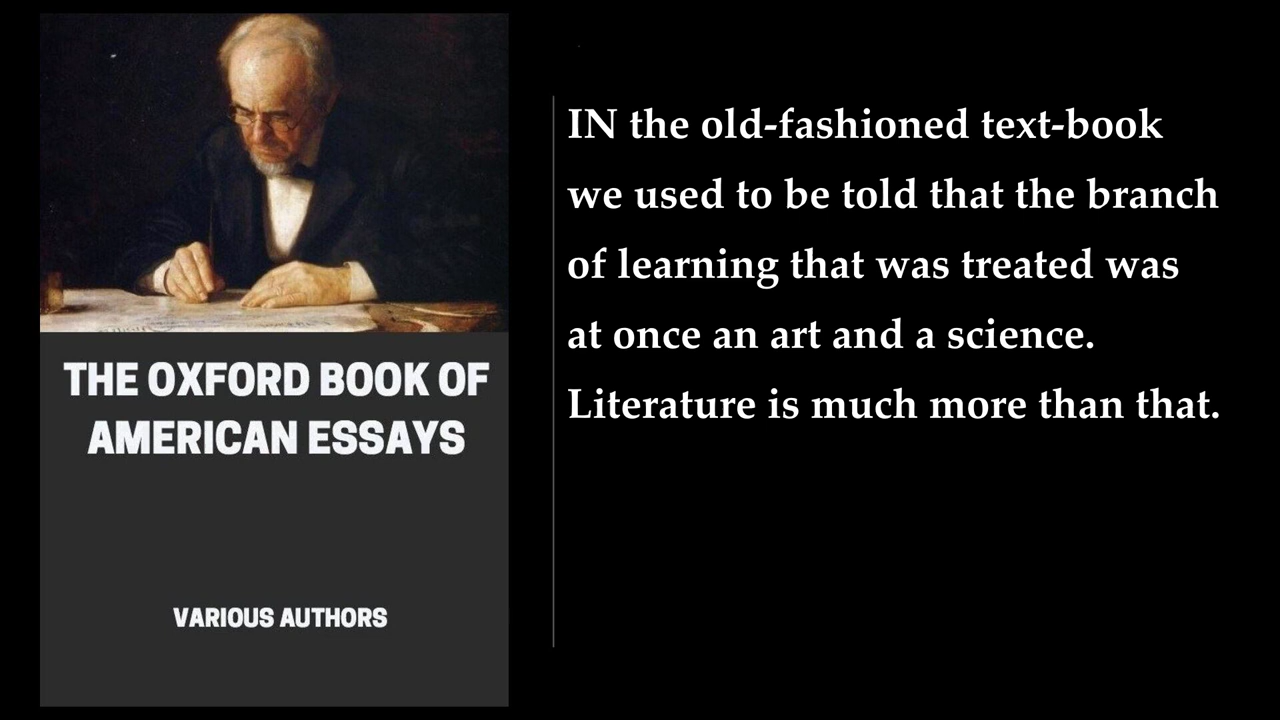 THE OXFORD BOOK OF
AMERICAN ESSAYS
VARIOUS AUTHORS
IN the old-fashioned text-book
we used to be told that the branch
of learning that was treated was
at once an art and a science.
Literature is much more than that.